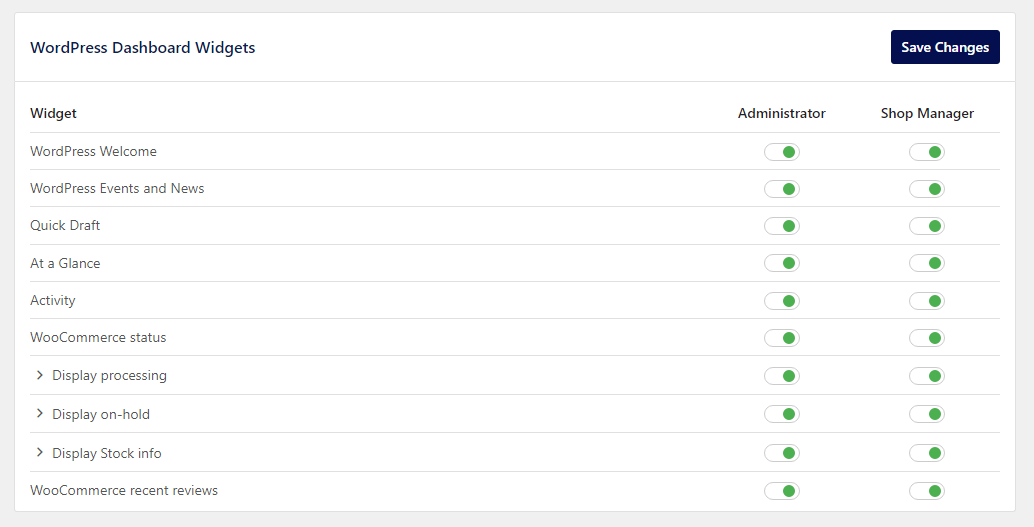 WordPress Dashboard Widgets
Save Changes
Widget Administrator Shop Manager
WordPress Welcome
WordPress Events and News
Quick Draft
At a Glance
Activity
WooCommerce status
Display processing
Display on-hold
Display Stock info
WooCommerce recent reviews